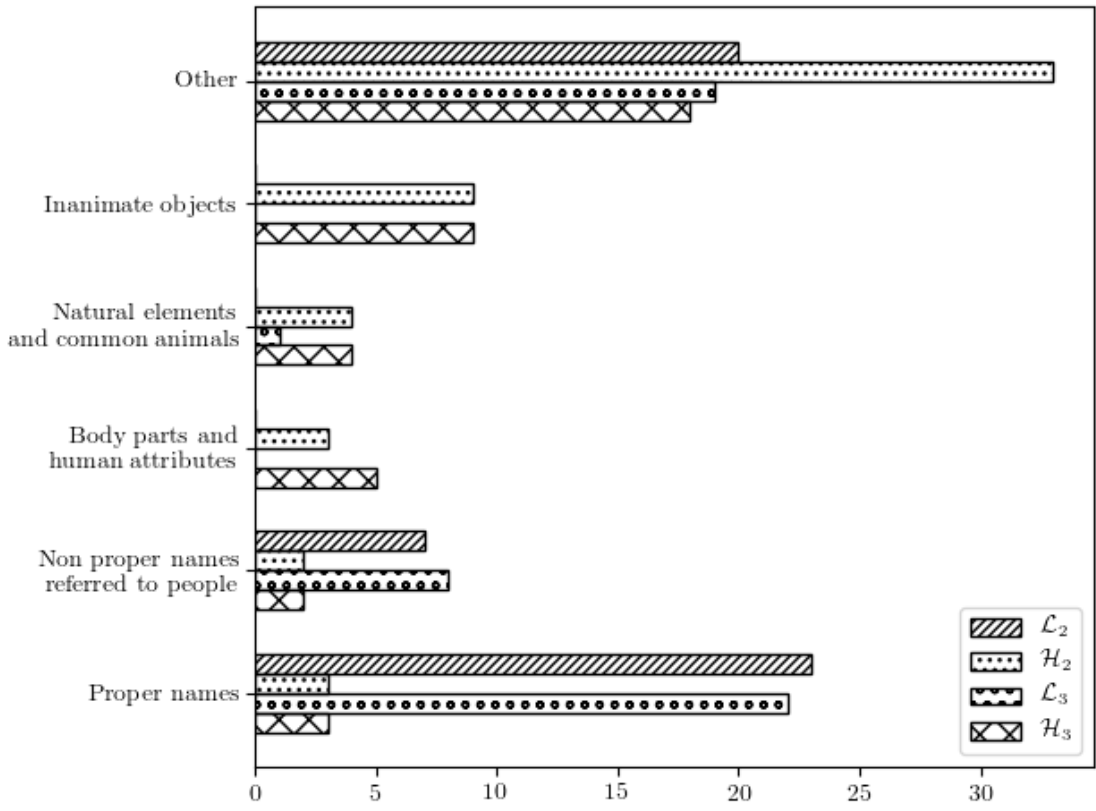 Other
Inanimate objects
Natural elements
and common animals
Body parts and
human attributes
Non proper names
referred to people
Proper names
ℒ₂
ℋ₂
ℒ₃
ℋ₃
0 5 10 15 20 25 30